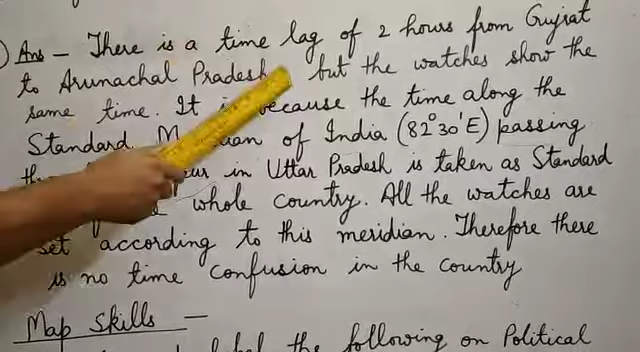 Ans - There is a time lag of 2 hours from Gujrat
to Arunachal Pradesh, but the watches show the
same time. It because the time along the
Standard of India (82°30'E) passing
in Uttar Pradesh is taken as Standard
whole country. All the watches are
set according to this meridian. Therefore there
is no time confusion in the country
Map Skills -
the following on Political